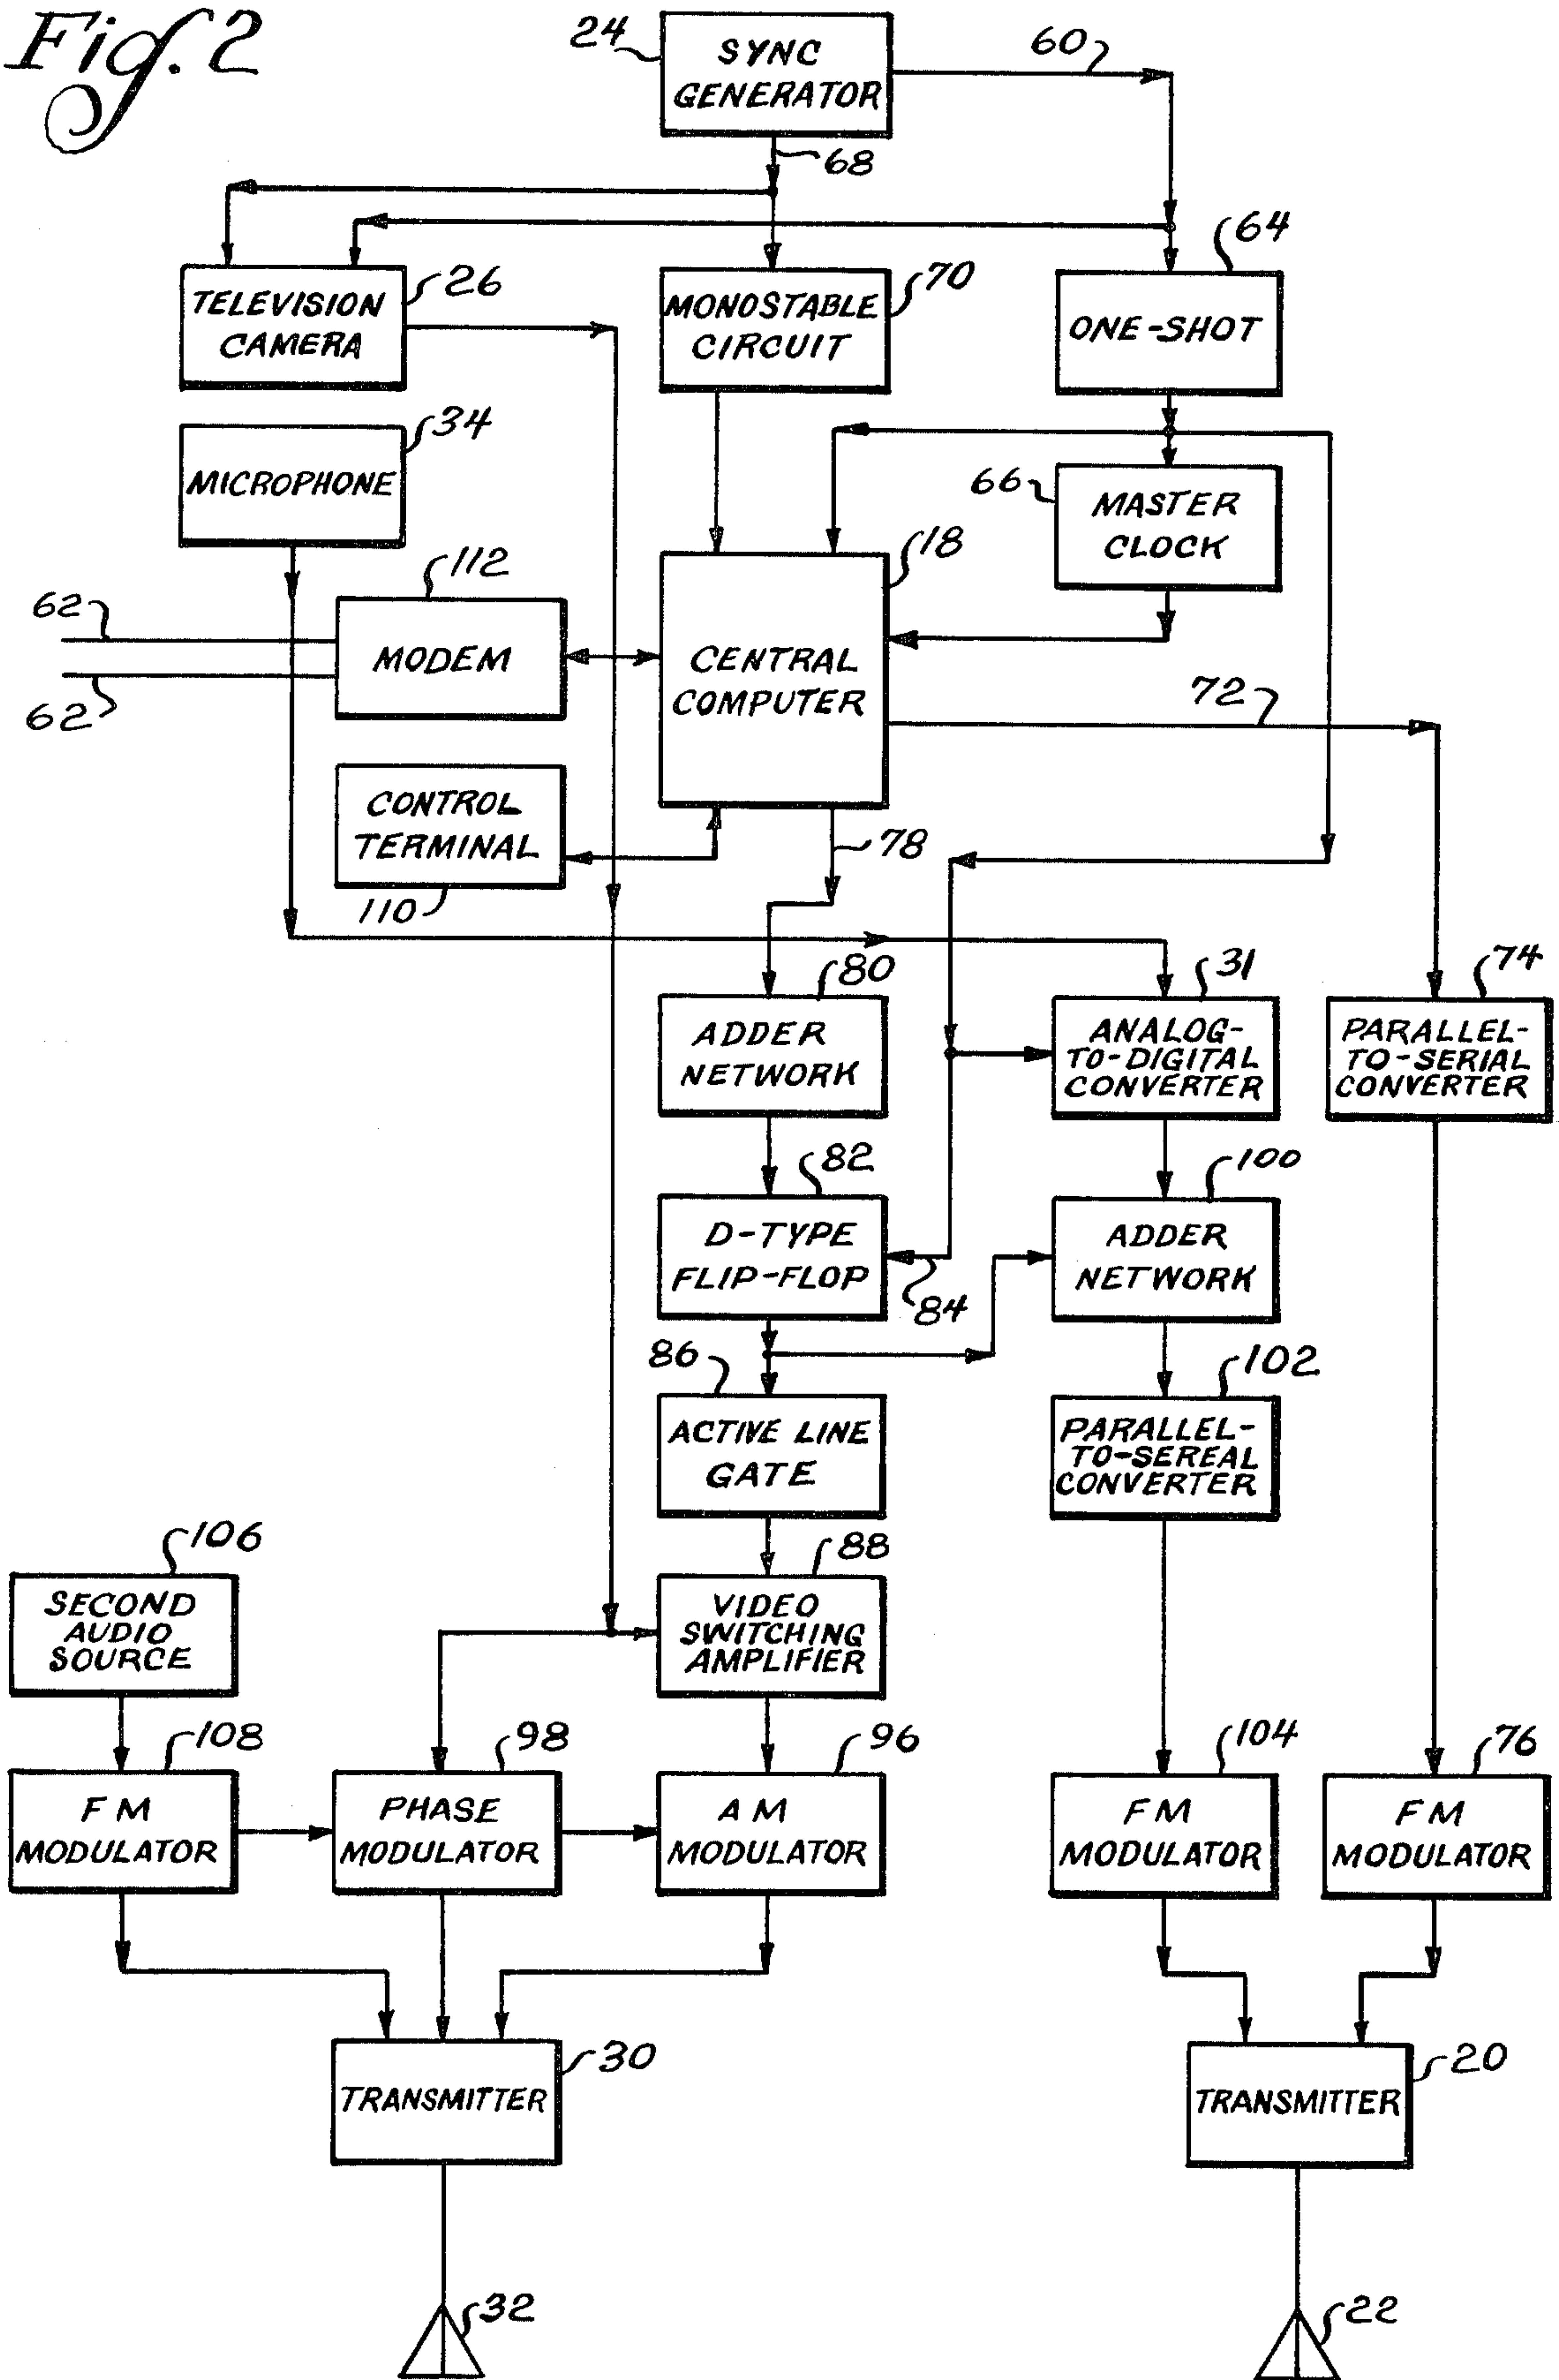 Fig. 2
24
SYNC
GENERATOR
60
68
64
26
TELEVISION
CAMERA
70
MONOSTABLE
CIRCUIT
ONE-SHOT
34
MICROPHONE
66
MASTER
CLOCK
18
112
62
MODEM
CENTRAL
COMPUTER
62
72
CONTROL
TERMINAL
78
110
80
31
74
ADDER
NETWORK
ANALOG-
TO-DIGITAL
CONVERTER
PARALLEL-
TO-SERIAL
CONVERTER
82
100
D-TYPE
FLIP-FLOP
84
ADDER
NETWORK
86
102
ACTIVE LINE
GATE
PARALLEL-
TO-SEREAL
CONVERTER
106
88
SECOND
AUDIO
SOURCE
VIDEO
SWITCHING
AMPLIFIER
108
98
96
104
76
FM
MODULATOR
PHASE
MODULATOR
AM
MODULATOR
FM
MODULATOR
FM
MODULATOR
30
20
TRANSMITTER
TRANSMITTER
32
22